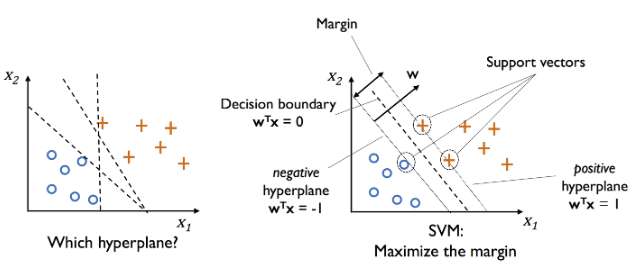 Margin
X2
X1
Which hyperplane?
X2
w
Support vectors
Decision boundary
wTx = 0
negative
hyperplane
wTx = -1
positive
hyperplane
wTx = 1
X1
SVM:
Maximize the margin